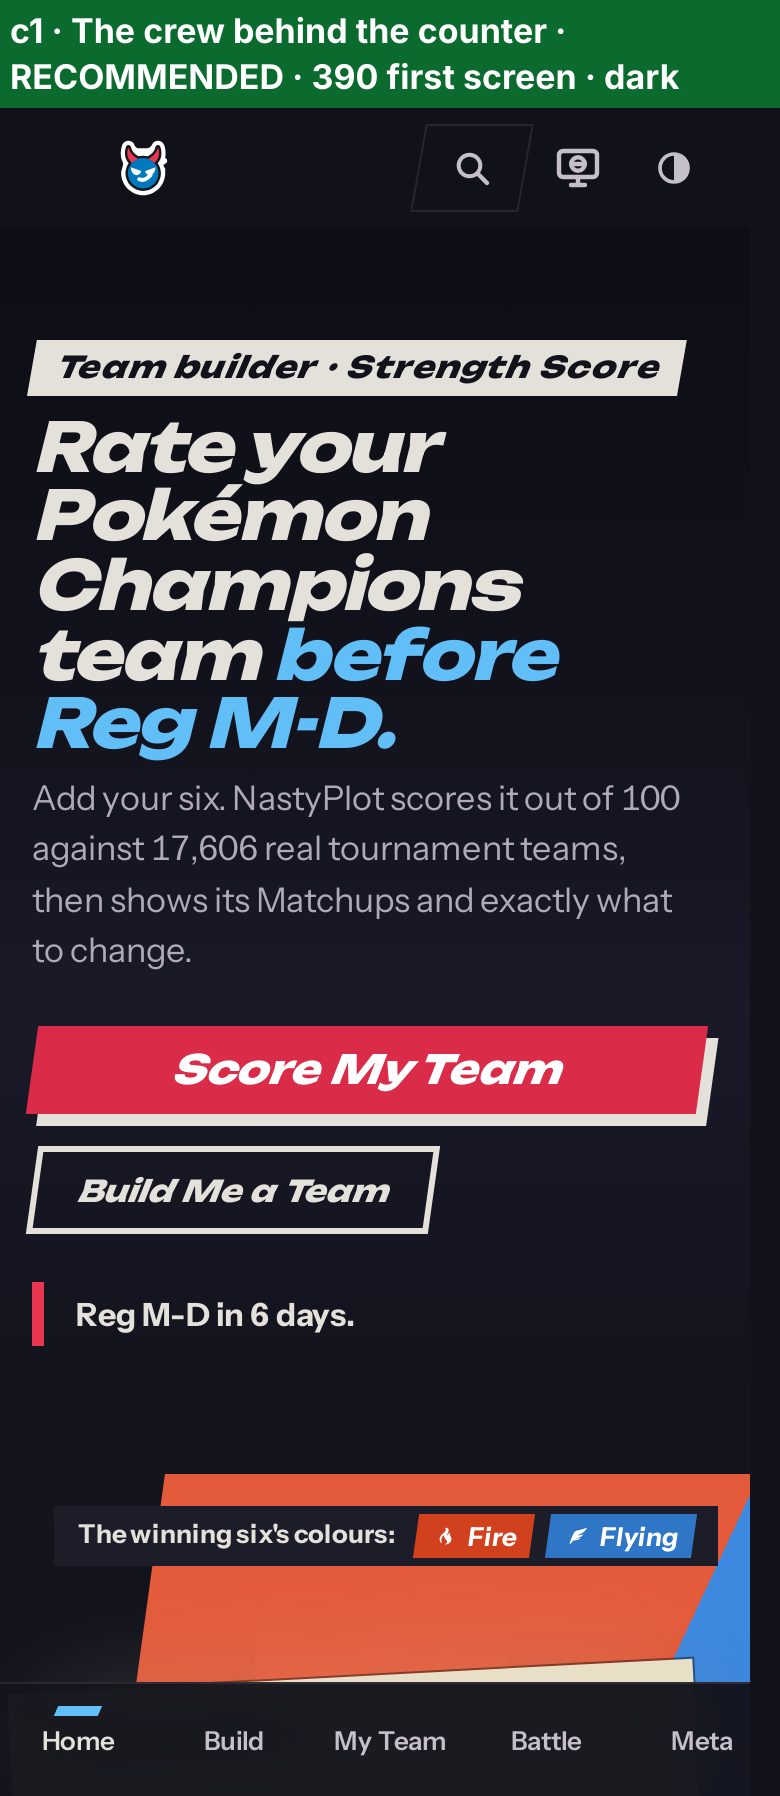 c1 · The crew behind the counter ·
RECOMMENDED · 390 first screen · dark
Team builder · Strength Score
Rate your
Pokémon
Champions
team before
Reg M-D.
Add your six. NastyPlot scores it out of 100
against 17,606 real tournament teams,
then shows its Matchups and exactly what
to change.
Score My Team
Build Me a Team
Reg M-D in 6 days.
The winning six's colours: Fire Flying
Home Build My Team Battle Meta